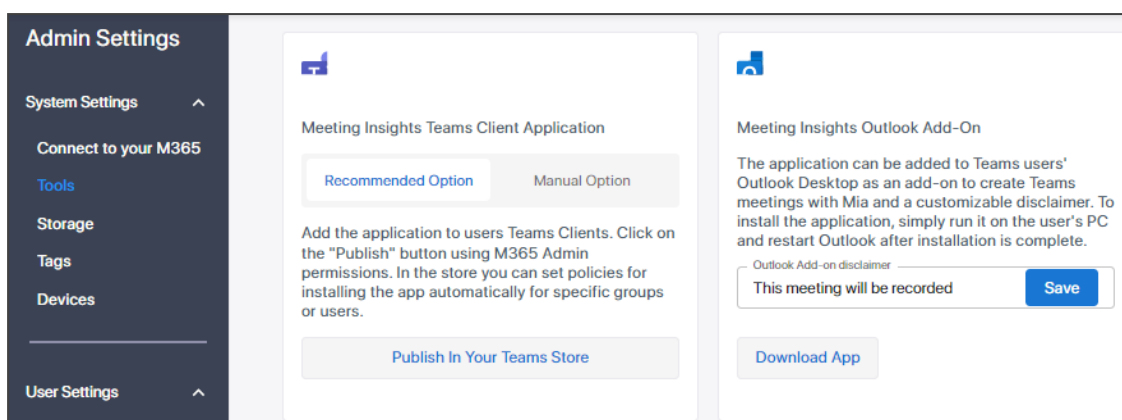 Admin Settings
System Settings
Connect to your M365
Tools
Storage
Tags
Devices
User Settings
T
Meeting Insights Teams Client Application
Recommended Option
Manual Option
Add the application to users Teams Clients. Click on
the "Publish" button using M365 Admin
permissions. In the store you can set policies for
installing the app automatically for specific groups
or users.
Publish In Your Teams Store
Meeting Insights Outlook Add-On
The application can be added to Teams users'
Outlook Desktop as an add-on to create Teams
meetings with Mia and a customizable disclaimer. To
install the application, simply run it on the user's PC
and restart Outlook after installation is complete.
Outlook Add-on disclaimer
This meeting will be recorded
Save
Download App